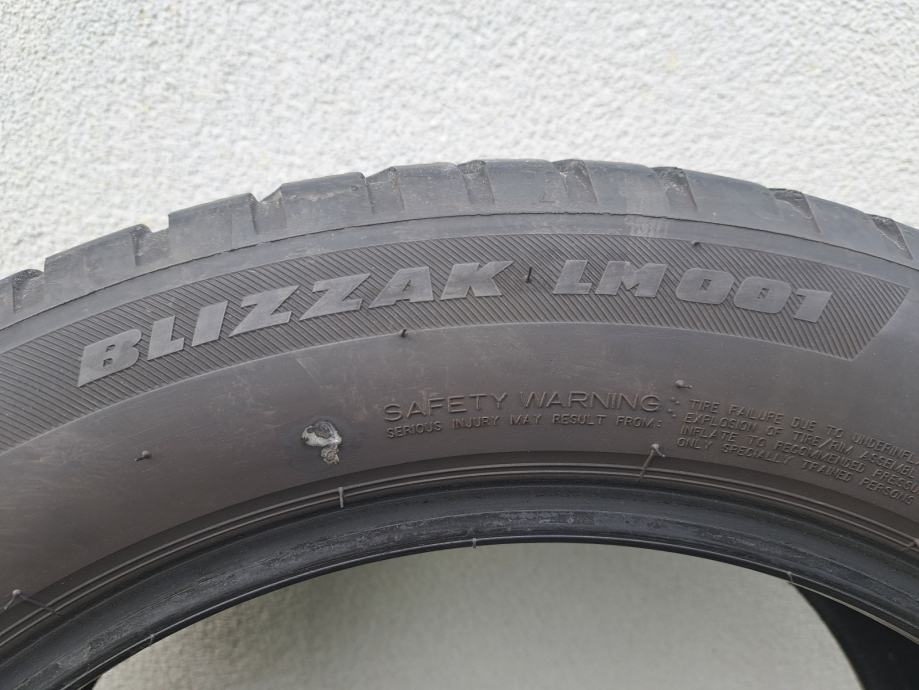 BLIZZAK LM001
SAFETY WARNING
SERIOUS INJURY MAY RESULT FROM:
TIRE FAILURE DUE TO
EXPLOSION OF TIRE/RIM
INFLATE TO RECOMMENDED
ONLY SPECIALLY TRAINED PERSONS